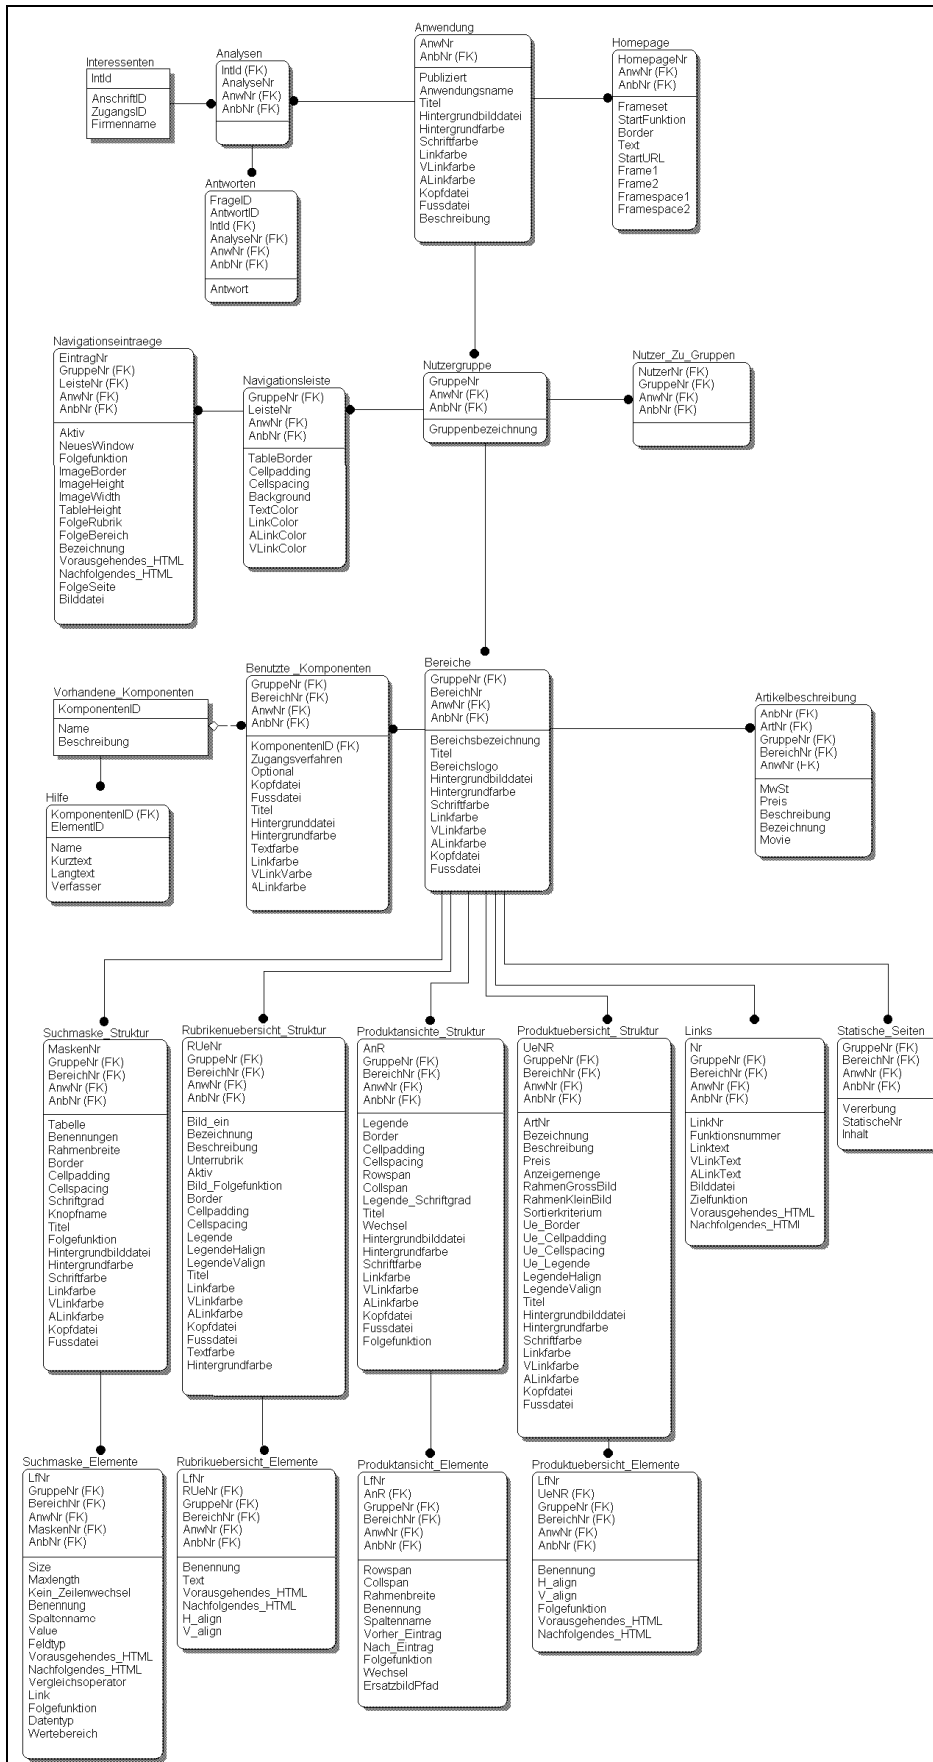 Anwendung
AnwNr
AnbNr (FK)
Publiziert
Anwendungsname
Titel
Hintergrundbilddatei
Hintergrundfarbe
Schriftfarbe
Linkfarbe
VLinkfarbe
ALinkfarbe
Kopfdatei
Fussdatei
Beschreibung
Homepage
HomepageNr
AnwNr (FK)
AnbNr (FK)
Frameset
StartFunktion
Border
Text
StartURL
Frame1
Frame2
Framespace1
Framespace2
Analysen
IntId (FK)
AnalyseNr
AnwNr (FK)
AnbNr (FK)
Interessenten
IntId
AnschriftID
ZugangsID
Firmenname
Antworten
FrageID
AntwortID
IntId (FK)
AnalyseNr (FK)
AnwNr (FK)
AnbNr (FK)
Antwort
Navigationseintraege
EintragNr
GruppeNr (FK)
LeisteNr (FK)
AnwNr (FK)
AnbNr (FK)
Aktiv
NeuesWindow
Folgefunktion
ImageBorder
ImageHeight
ImageWidth
TableHeight
FolgeRubrik
FolgeBereich
Bezeichnung
Vorausgehendes_HTML
Nachfolgendes_HTML
FolgeSeite
Bilddatei
Navigationsleiste
GruppeNr (FK)
LeisteNr
AnwNr (FK)
AnbNr (FK)
TableBorder
Cellpadding
Cellspacing
Background
TextColor
LinkColor
ALinkColor
VLinkColor
Nutzergruppe
GruppeNr
AnwNr (FK)
AnbNr (FK)
Gruppenbezeichnung
Nutzer_Zu_Gruppen
NutzerNr (FK)
GruppeNr (FK)
AnwNr (FK)
AnbNr (FK)
Vorhandene_Komponenten
KomponentenID
Name
Beschreibung
Hilfe
KomponentenID (FK)
ElementID
Name
Kurztext
Langtext
Verfasser
Benutzte _Komponenten
GruppeNr (FK)
BereichNr (FK)
AnwNr (FK)
AnbNr (FK)
KomponentenID (FK)
Zugangsverfahren
Optional
Kopfdatei
Fussdatei
Titel
Hintergrunddatei
Hintergrundfarbe
Textfarbe
Linkfarbe
VLinkVarbe
ALinkfarbe
Bereiche
GruppeNr (FK)
BereichNr
AnwNr (FK)
AnbNr (FK)
Bereichsbezeichnung
Titel
Bereichslogo
Hintergrundbilddatei
Hintergrundfarbe
Schriftfarbe
Linkfarbe
VLinkfarbe
ALinkfarbe
Kopfdatei
Fussdatei
Artikelbeschreibung
AnbNr (FK)
ArtNr (FK)
GruppeNr (FK)
BereichNr (FK)
AnwNr (FK)
MwSt
Preis
Beschreibung
Bezeichnung
Movie
Suchmaske_Struktur
MaskenNr
GruppeNr (FK)
BereichNr (FK)
AnwNr (FK)
AnbNr (FK)
Tabelle
Benennungen
Rahmenbreite
Border
Cellpadding
Cellspacing
Schriftgrad
Knopfname
Titel
Folgefunktion
Hintergrundbilddatei
Hintergrundfarbe
Schriftfarbe
Linkfarbe
VLinkfarbe
ALinkfarbe
Kopfdatei
Fussdatei
Rubrikenuebersicht_Struktur
RUeNr
GruppeNr (FK)
BereichNr (FK)
AnwNr (FK)
AnbNr (FK)
Bild_ein
Bezeichnung
Beschreibung
Unterrubrik
Aktiv
Bild_Folgefunktion
Border
Cellpadding
Cellspacing
Legende
LegendeHalign
LegendeValign
Titel
Linkfarbe
VLinkfarbe
ALinkfarbe
Kopfdatei
Fussdatei
Textfarbe
Hintergrundfarbe
Produktansichte_Struktur
AnR
GruppeNr (FK)
BereichNr (FK)
AnwNr (FK)
AnbNr (FK)
Legende
Border
Cellpadding
Cellspacing
Rowspan
Collspan
Legende_Schriftgrad
Titel
Wechsel
Hintergrundbilddatei
Hintergrundfarbe
Schriftfarbe
Linkfarbe
VLinkfarbe
ALinkfarbe
Kopfdatei
Fussdatei
Folgefunktion
Produktuebersicht_Struktur
UeNR
GruppeNr (FK)
BereichNr (FK)
AnwNr (FK)
AnbNr (FK)
ArtNr
Bezeichnung
Beschreibung
Preis
Anzeigemenge
RahmenGrossBild
RahmenKleinBild
Sortierkriterium
Ue_Border
Ue_Cellpadding
Ue_Cellspacing
Ue_Legende
LegendeHalign
LegendeValign
Titel
Hintergrundbilddatei
Hintergrundfarbe
Schriftfarbe
Linkfarbe
VLinkfarbe
ALinkfarbe
Kopfdatei
Fussdatei
Links
Nr
GruppeNr (FK)
BereichNr (FK)
AnwNr (FK)
AnbNr (FK)
LinkNr
Funktionsnummer
Linktext
VLinkText
ALinkText
Bilddatei
Zielfunktion
Vorausgehendes_HTML
Nachfolgendes_HTML
Statische_Seiten
GruppeNr (FK)
BereichNr (FK)
AnwNr (FK)
AnbNr (FK)
Vererbung
StatischeNr
Inhalt
Suchmaske_Elemente
LfNr
GruppeNr (FK)
BereichNr (FK)
AnwNr (FK)
MaskenNr (FK)
AnbNr (FK)
Size
Maxlength
Kein_Zeilenwechsel
Benennung
Spaltenname
Value
Feldtyp
Vorausgehendes_HTML
Nachfolgendes_HTML
Vergleichsoperator
Link
Folgefunktion
Datentyp
Wertebereich
Rubrikuebersicht_Elemente
LfNr
RUeNr (FK)
GruppeNr (FK)
BereichNr (FK)
AnwNr (FK)
AnbNr (FK)
Benennung
Text
Vorausgehendes_HTML
Nachfolgendes_HTML
H_align
V_align
Produktansicht_Elemente
LfNr
AnR (FK)
GruppeNr (FK)
BereichNr (FK)
AnwNr (FK)
AnbNr (FK)
Rowspan
Collspan
Rahmenbreite
Benennung
Spaltenname
Vorher_Eintrag
Nach_Eintrag
Folgefunktion
Wechsel
ErsatzbildPfad
Produktuebersicht_Elemente
LfNr
UeNR (FK)
GruppeNr (FK)
BereichNr (FK)
AnwNr (FK)
AnbNr (FK)
Benennung
H_align
V_align
Folgefunktion
Vorausgehendes_HTML
Nachfolgendes_HTML